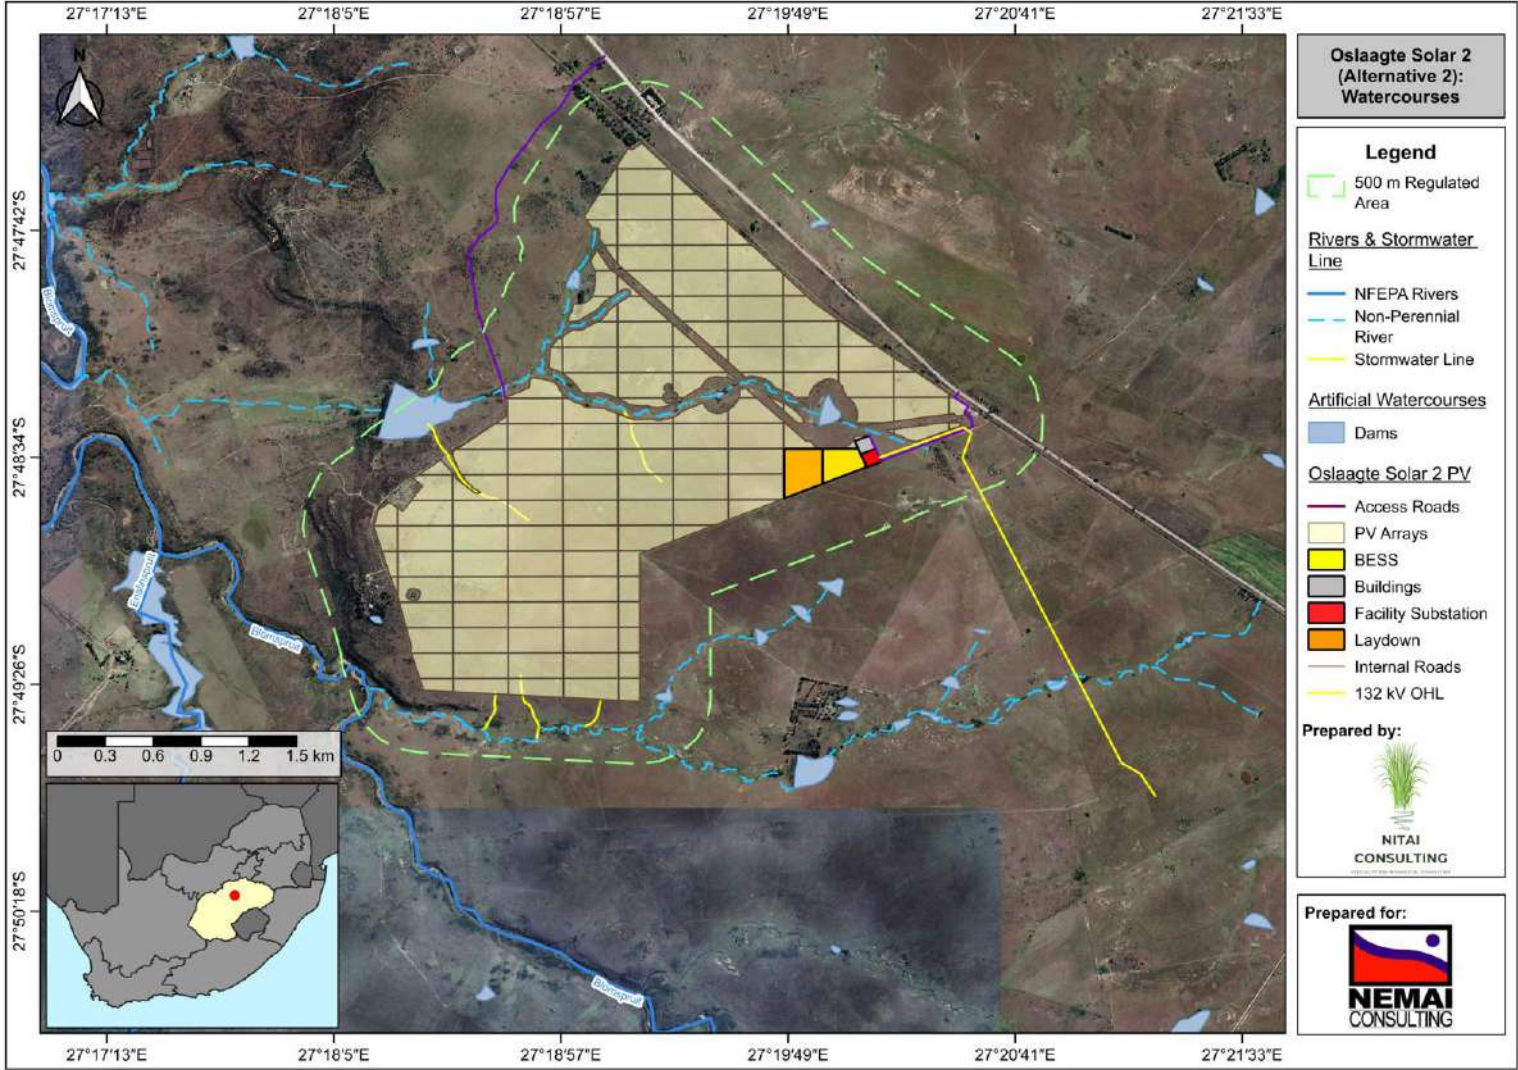 27°17'13"E
27°18'5"E
27°18'57"E
27°19'49"E
27°20'41"E
27°21'33"E
N
27°47'42"S
27°48'34"S
27°49'26"S
27°50'18"S
Blomspruit
Enslinspruit
Blomspruit
Blomspruit
0 0.3 0.6 0.9 1.2 1.5 km
27°17'13"E
27°18'5"E
27°18'57"E
27°19'49"E
27°20'41"E
27°21'33"E
Oslaagte Solar 2
(Alternative 2):
Watercourses
Legend
500 m Regulated
Area
Rivers & Stormwater
Line
NFEPA Rivers
Non-Perennial
River
Stormwater Line
Artificial Watercourses
Dams
Oslaagte Solar 2 PV
Access Roads
PV Arrays
BESS
Buildings
Facility Substation
Laydown
Internal Roads
132 kV OHL
Prepared by:
NITAI
CONSULTING
Prepared for:
NEMAI
CONSULTING